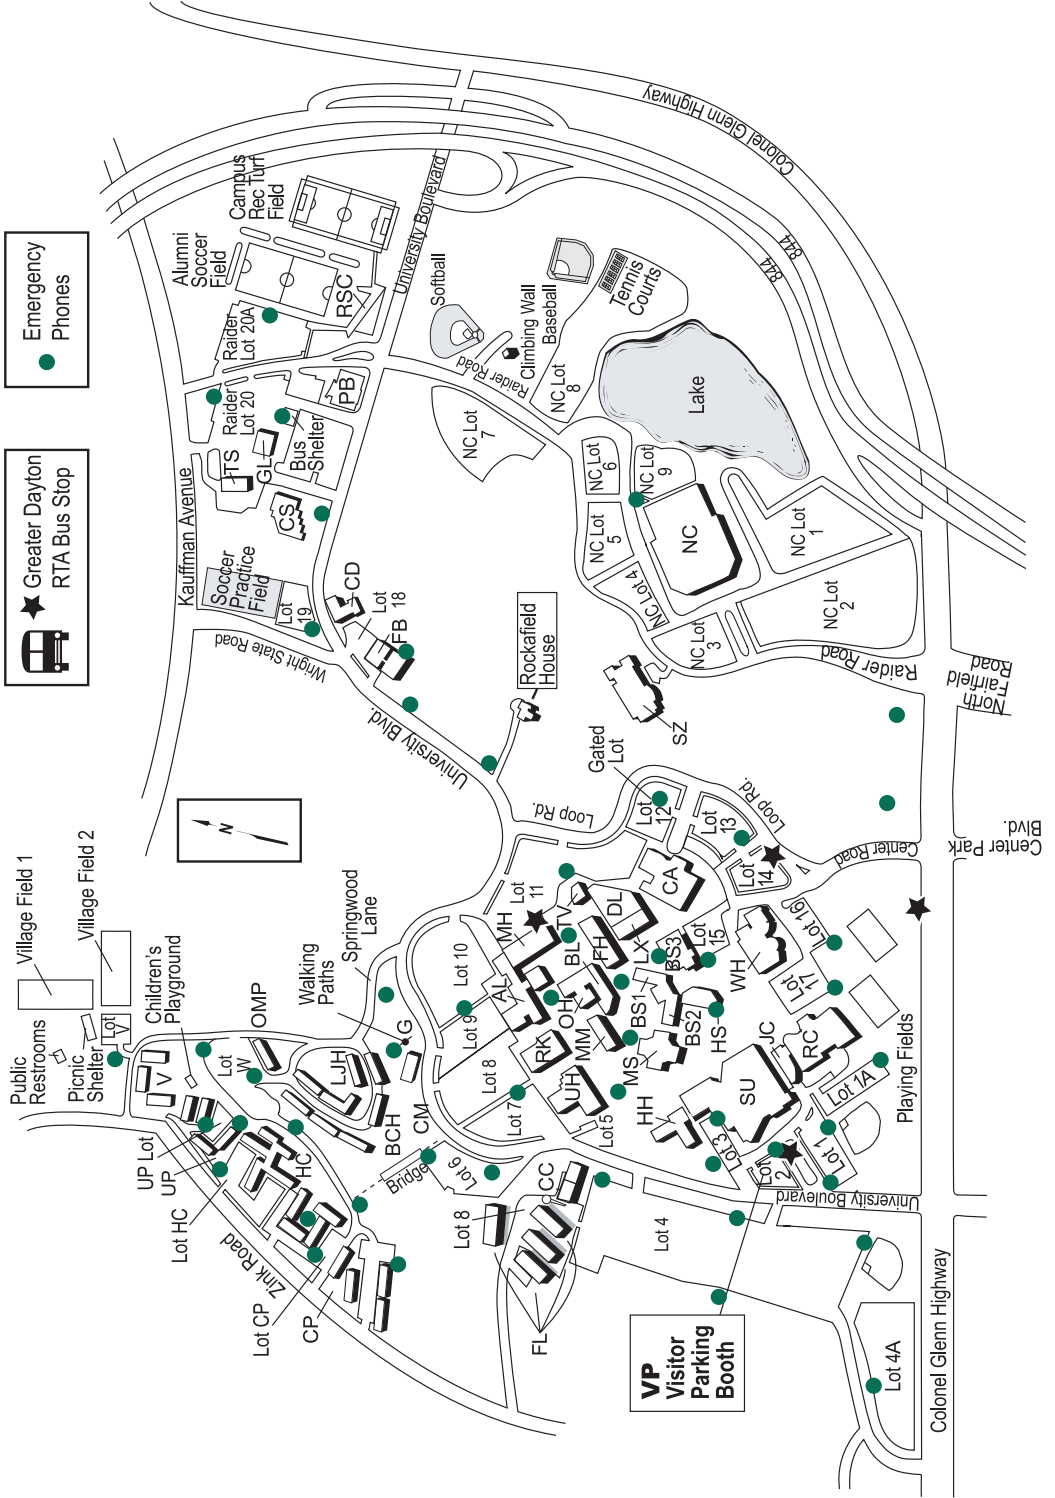 Emergency
Phones
Greater Dayton
RTA Bus Stop
VP
Visitor
Parking
Booth
N
Village Field 1
Village Field 2
Public
Restrooms
Picnic
Shelter
Lot
V
Children's
Playground
OMP
Walking
Paths
Springwood
Lane
V
Lot
W
UP Lot
UP
Lot HC
HC
LJH
BCH
CM
G
Zink Road
Lot CP
CP
Bridge
Lot 6
Lot 8
CC
FL
Lot 4
Lot 4A
Colonel Glenn Highway
University Boulevard
Lot 10
Lot 9
Lot 8
Lot 7
Lot 5
Lot 3
Lot
2
Lot 1
Lot 1A
Playing Fields
Lot
11
MH
AL
TV
BL
FH
DL
LX
OH
RK
MM
UH
MS
BS1
BS2
BS3
HS
HH
SU
JC
RC
WH
CA
Lot
12
Lot
13
Lot
14
Lot
15
Lot 16
Lot
17
Gated
Lot
Loop Rd.
Loop Rd.
Center Road
Center Park
Blvd.
North
Fairfield
Road
Raider Road
SZ
Rockafield
House
University Blvd.
Wright State Road
Kauffman Avenue
Soccer
Practice
Field
Lot
19
CD
Lot
18
FB
CS
TS
GL
Bus
Shelter
PB
Raider
Lot 20
Raider
Lot 20A
RSC
Alumni
Soccer
Field
Campus
Rec Turf
Field
University Boulevard
Softball
Raider Road
Climbing Wall
Baseball
Tennis
Courts
Lake
NC
NC Lot
1
NC Lot
2
NC Lot
3
NC Lot 4
NC Lot
5
NC Lot
6
NC Lot
7
NC Lot
8
NC Lot
9
844
844
Colonel Glenn Highway